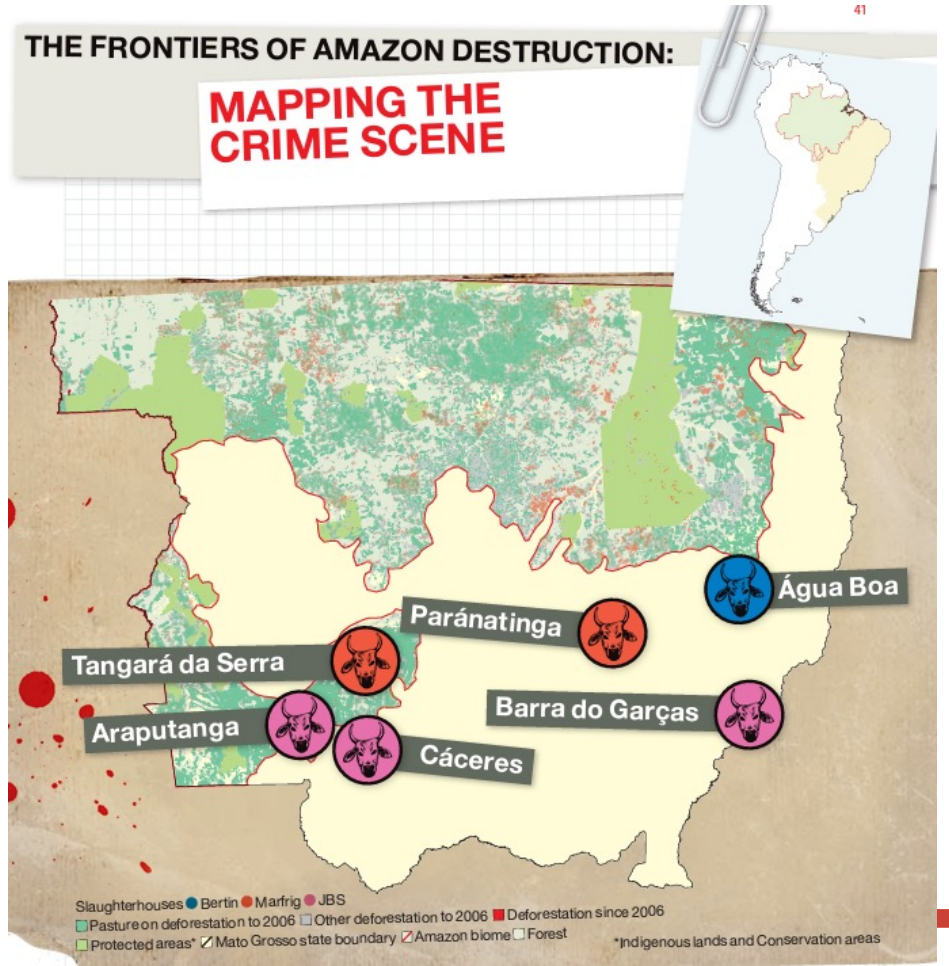 41
THE FRONTIERS OF AMAZON DESTRUCTION:
MAPPING THE
CRIME SCENE
Água Boa
Paránatinga
Tangará da Serra
Barra do Garças
Araputanga
Cáceres
Slaughterhouses Bertin Marfrig JBS
Pasture on deforestation to 2006 Other deforestation to 2006 Deforestation since 2006
Protected areas* Mato Grosso state boundary Amazon biome Forest
*Indigenous lands and Conservation areas